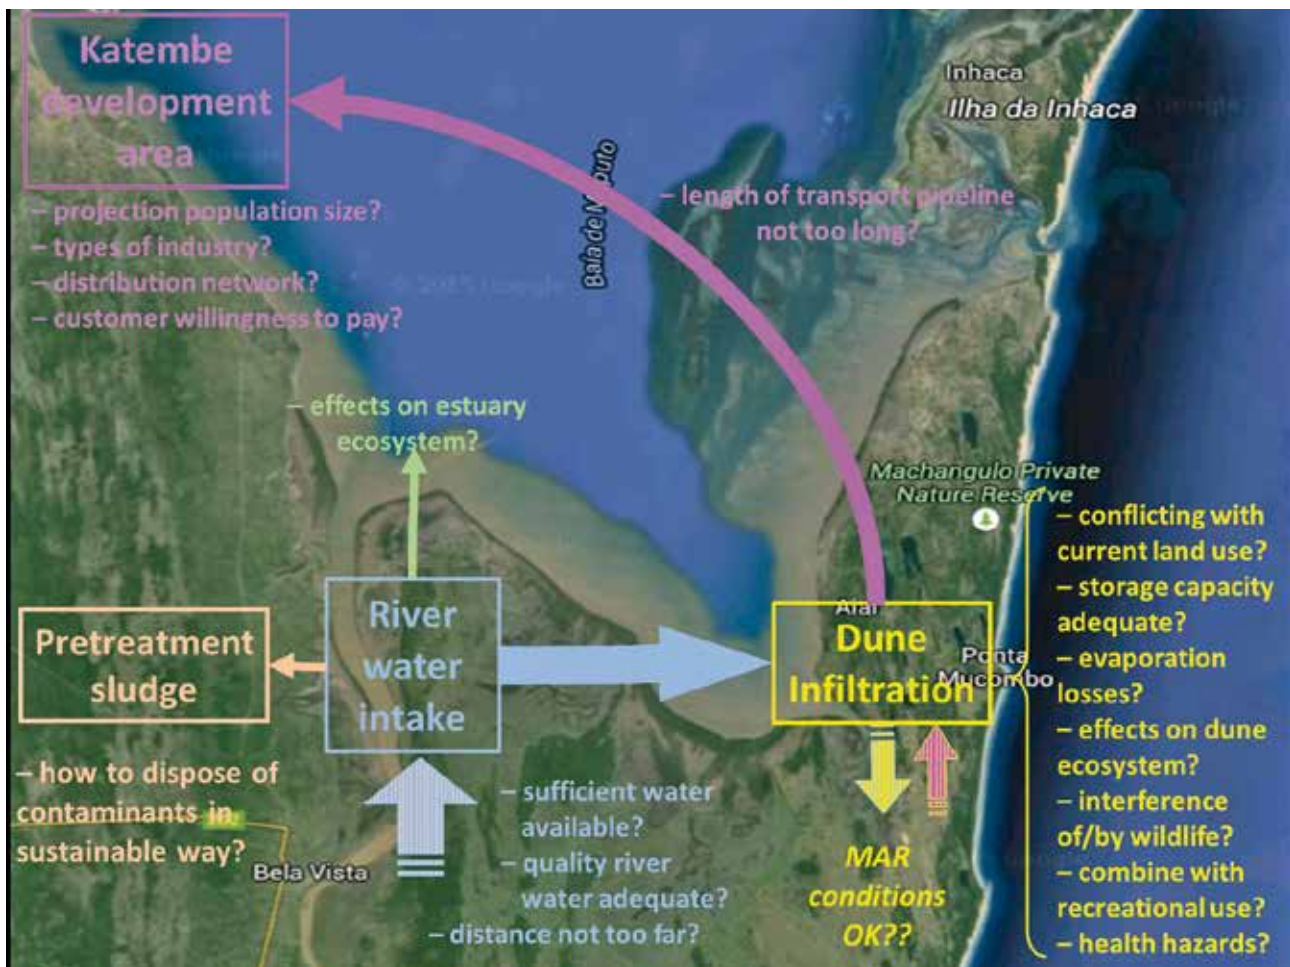 Katembe
development
area
– projection population size?
– types of industry?
– distribution network?
– customer willingness to pay?
Inhaca
Ilha da Inhaca
Baía de Maputo
– length of transport pipeline
not too long?
– effects on estuary
ecosystem?
Machangulo Private
Nature Reserve
– conflicting with
current land use?
– storage capacity
adequate?
– evaporation
losses?
– effects on dune
ecosystem?
– interference
of/by wildlife?
– combine with
recreational use?
– health hazards?
Pretreatment
sludge
River
water
intake
Dune
Infiltration
Ponta
Mucombo
– how to dispose of
contaminants in
sustainable way?
Bela Vista
– sufficient water
available?
– quality river
water adequate?
– distance not too far?
MAR
conditions
OK??